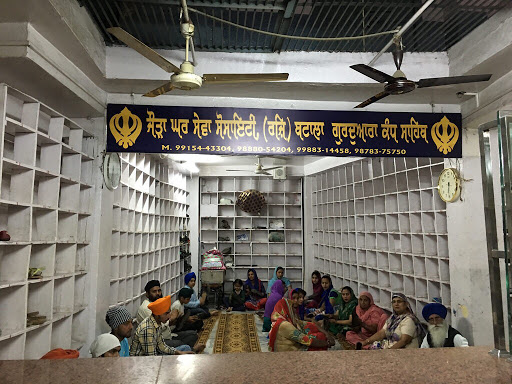 ਜੌੜਾ ਘਰ ਸੇਵਾ ਸੋਸਾਇਟੀ, (ਰਜਿ:) ਬਟਾਲਾ ਗੁਰਦੁਆਰਾ ਕੰਧ ਸਾਹਿਬ
M. 99154-43304, 98880-54204, 99883-14458, 98783-75750